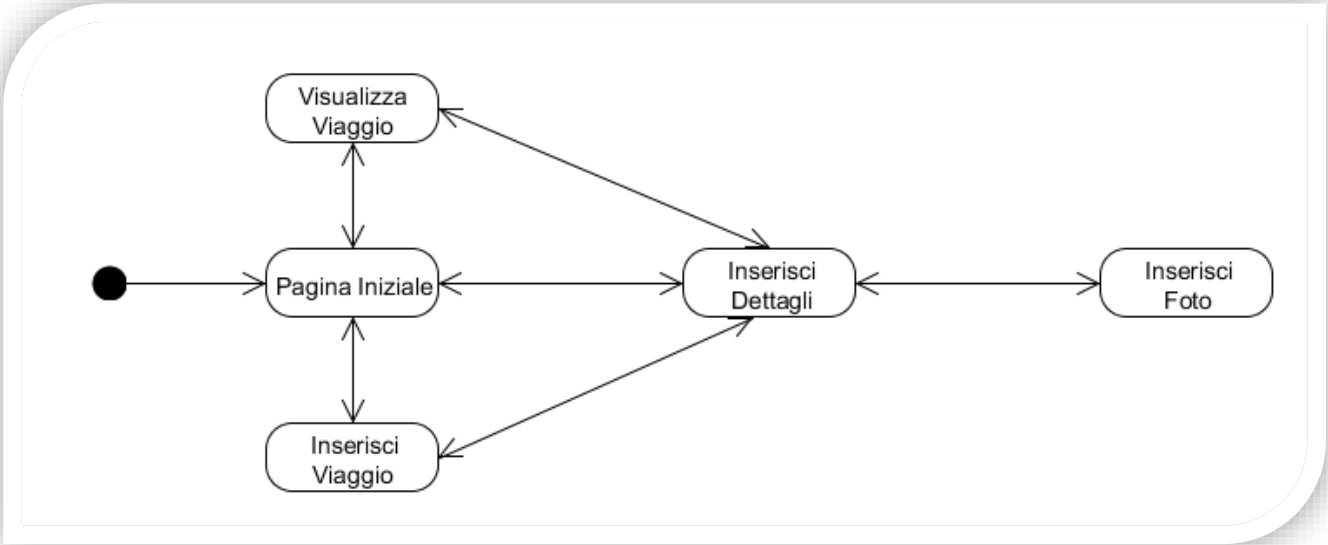 Visualizza
Viaggio
Pagina Iniziale
Inserisci
Dettagli
Inserisci
Foto
Inserisci
Viaggio